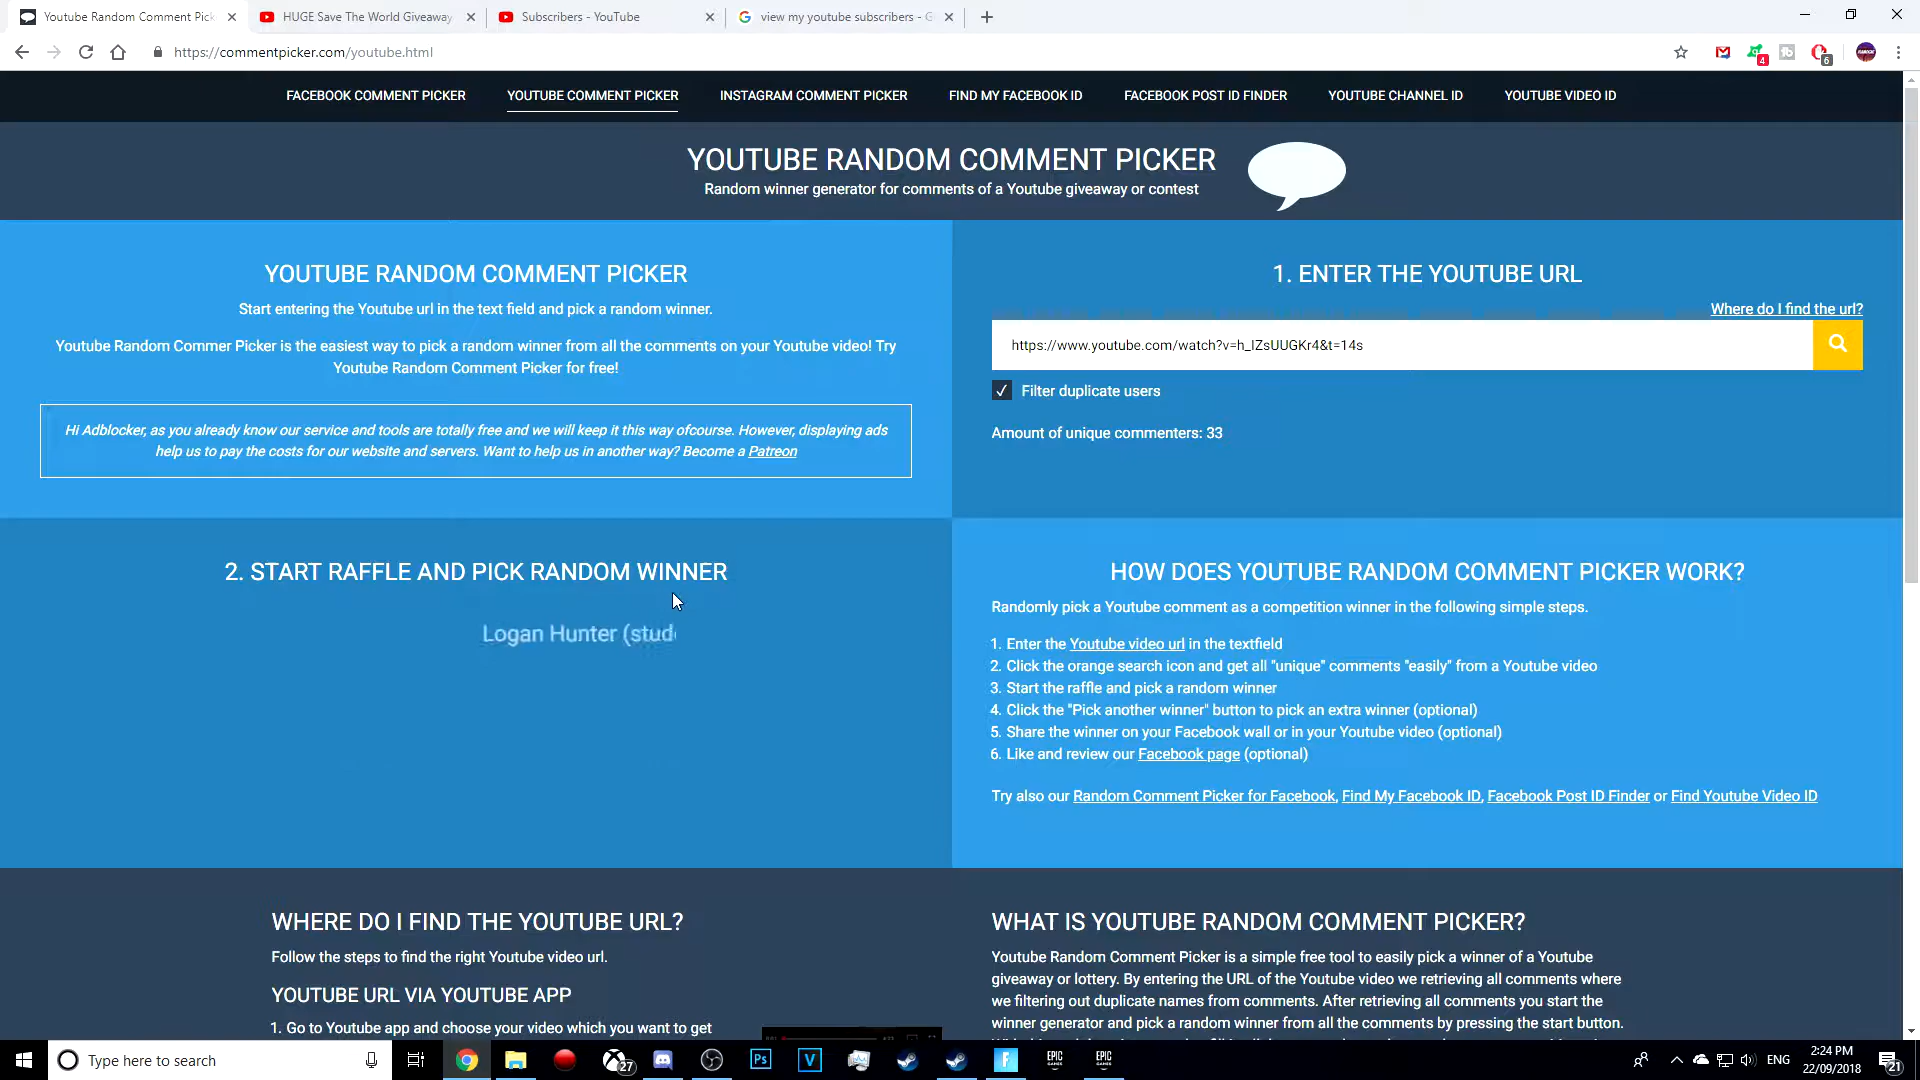 Youtube Random Comment Pick
HUGE Save The World Giveaway
Subscribers - YouTube
view my youtube subscribers - G
https://commentpicker.com/youtube.html
4
6
FACEBOOK COMMENT PICKER
YOUTUBE COMMENT PICKER
INSTAGRAM COMMENT PICKER
FIND MY FACEBOOK ID
FACEBOOK POST ID FINDER
YOUTUBE CHANNEL ID
YOUTUBE VIDEO ID
YOUTUBE RANDOM COMMENT PICKER
Random winner generator for comments of a Youtube giveaway or contest
YOUTUBE RANDOM COMMENT PICKER
Start entering the Youtube url in the text field and pick a random winner.
Youtube Random Commer Picker is the easiest way to pick a random winner from all the comments on your Youtube video! Try
Youtube Random Comment Picker for free!
Hi Adblocker, as you already know our service and tools are totally free and we will keep it this way ofcourse. However, displaying ads
help us to pay the costs for our website and servers. Want to help us in another way? Become a Patreon
1. ENTER THE YOUTUBE URL
Where do I find the url?
https://www.youtube.com/watch?v=h_IZsUUGKr4&t=14s
Filter duplicate users
Amount of unique commenters: 33
2. START RAFFLE AND PICK RANDOM WINNER
Logan Hunter (stud
HOW DOES YOUTUBE RANDOM COMMENT PICKER WORK?
Randomly pick a Youtube comment as a competition winner in the following simple steps.
1. Enter the Youtube video url in the textfield
2. Click the orange search icon and get all "unique" comments "easily" from a Youtube video
3. Start the raffle and pick a random winner
4. Click the "Pick another winner" button to pick an extra winner (optional)
5. Share the winner on your Facebook wall or in your Youtube video (optional)
6. Like and review our Facebook page (optional)
Try also our Random Comment Picker for Facebook, Find My Facebook ID, Facebook Post ID Finder or Find Youtube Video ID
WHERE DO I FIND THE YOUTUBE URL?
Follow the steps to find the right Youtube video url.
YOUTUBE URL VIA YOUTUBE APP
1. Go to Youtube app and choose your video which you want to get
WHAT IS YOUTUBE RANDOM COMMENT PICKER?
Youtube Random Comment Picker is a simple free tool to easily pick a winner of a Youtube
giveaway or lottery. By entering the URL of the Youtube video we retrieving all comments where
we filtering out duplicate names from comments. After retrieving all comments you start the
winner generator and pick a random winner from all the comments by pressing the start button.
Type here to search
27
Ps
V
EPIC GAMES
EPIC GAMES
ENG
2:24 PM
22/09/2018
21